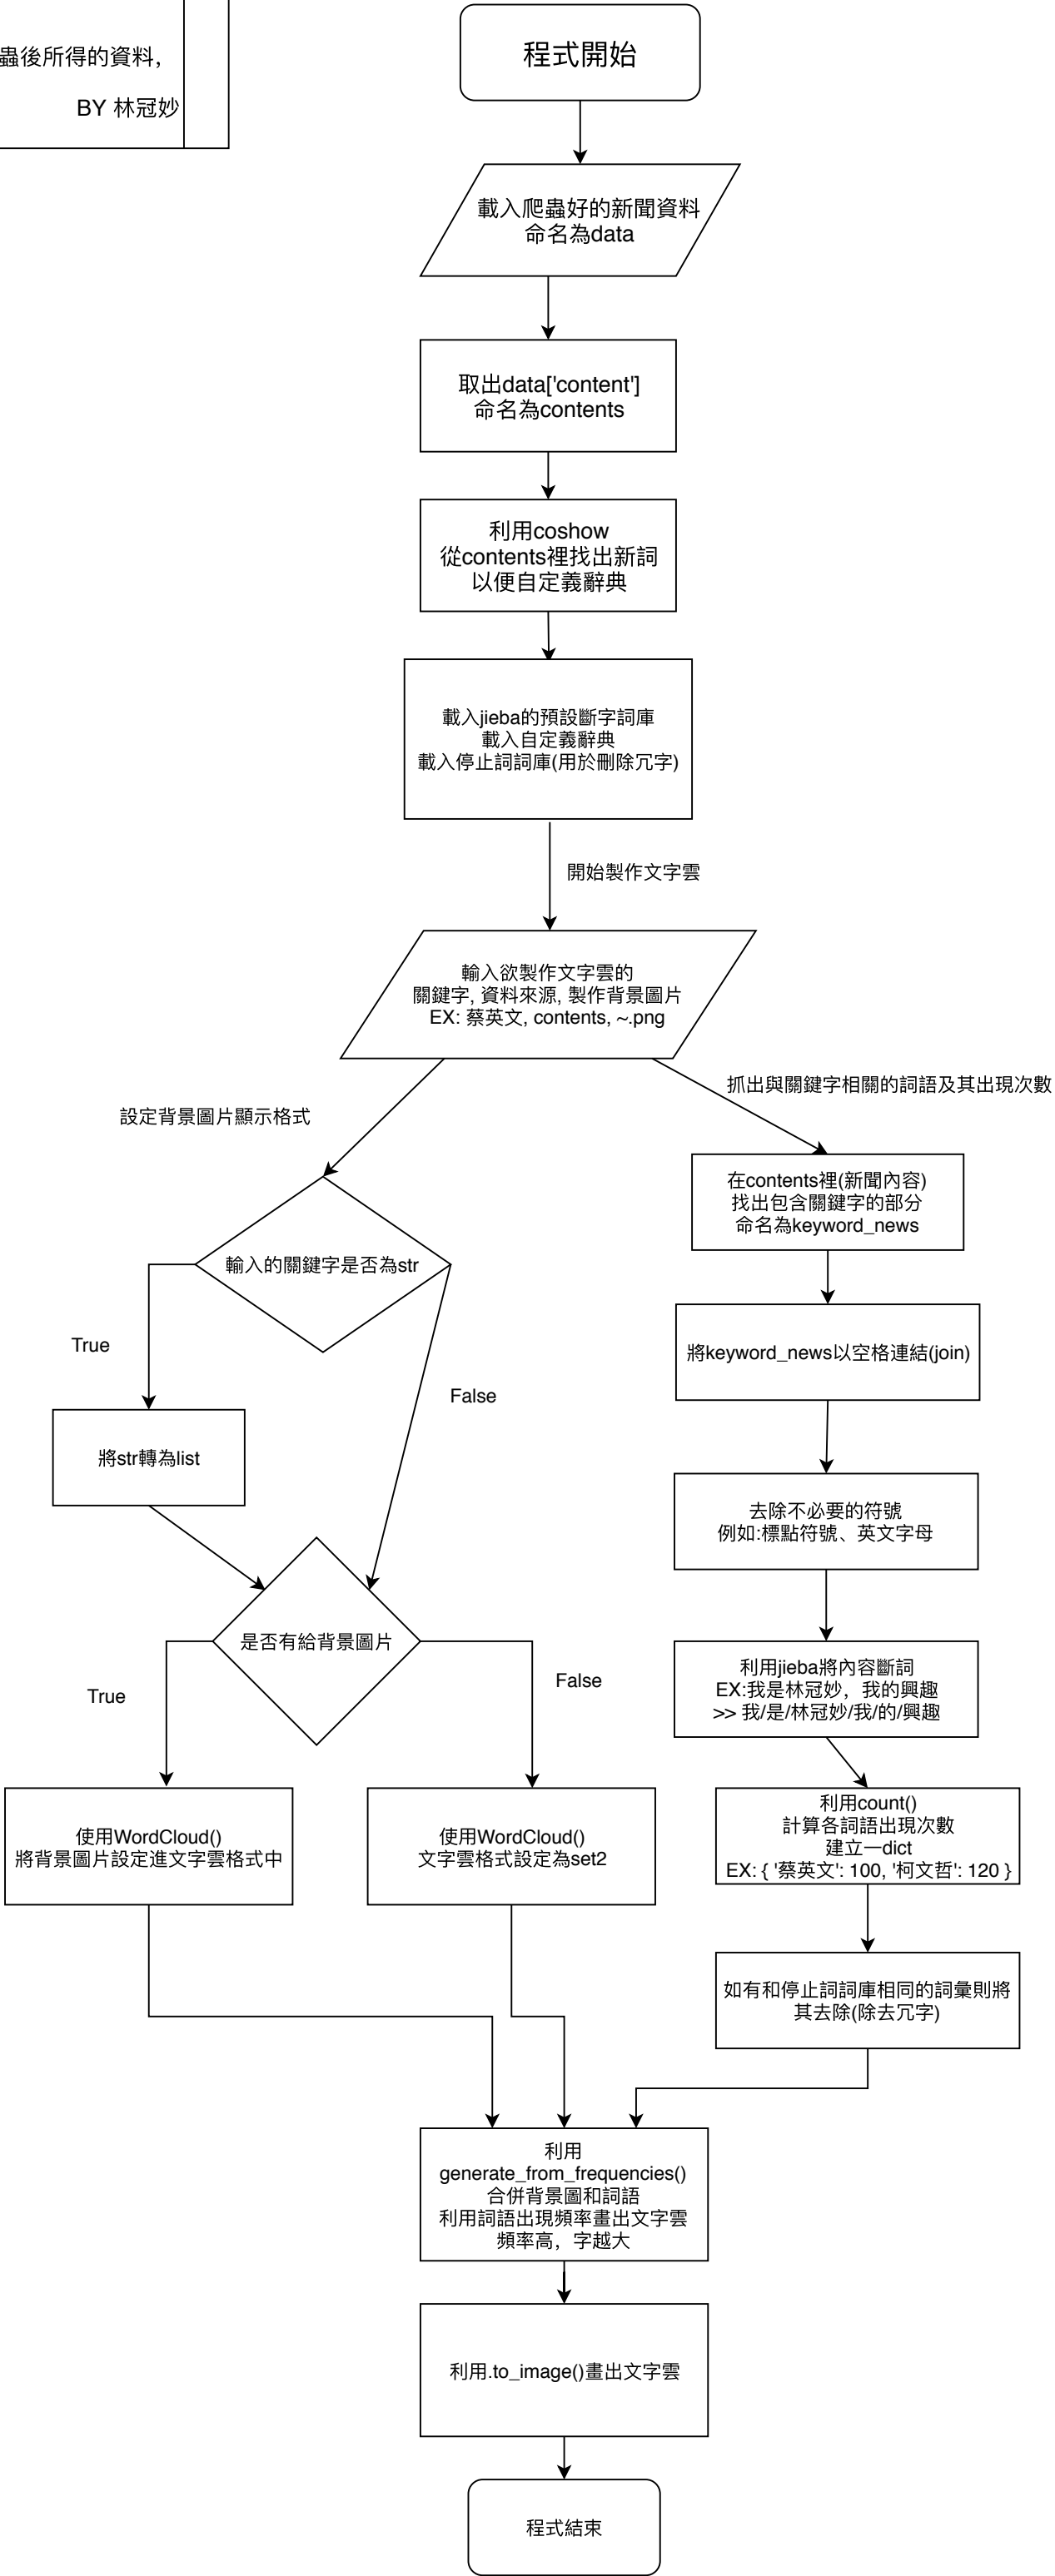 蟲後所得的資料，
BY 林冠妙
程式開始
載入爬蟲好的新聞資料
命名為data
取出data['content']
命名為contents
利用coshow
從contents裡找出新詞
以便自定義辭典
載入jieba的預設斷字詞庫
載入自定義辭典
載入停止詞詞庫(用於刪除冗字)
開始製作文字雲
輸入欲製作文字雲的
關鍵字, 資料來源, 製作背景圖片
EX: 蔡英文, contents, ~.png
設定背景圖片顯示格式
抓出與關鍵字相關的詞語及其出現次數
輸入的關鍵字是否為str
True
False
將str轉為list
是否有給背景圖片
True
False
使用WordCloud()
將背景圖片設定進文字雲格式中
使用WordCloud()
文字雲格式設定為set2
在contents裡(新聞內容)
找出包含關鍵字的部分
命名為keyword_news
將keyword_news以空格連結(join)
去除不必要的符號
例如:標點符號、英文字母
利用jieba將內容斷詞
EX:我是林冠妙，我的興趣
>> 我/是/林冠妙/我/的/興趣
利用count()
計算各詞語出現次數
建立一dict
EX: { '蔡英文': 100, '柯文哲': 120 }
如有和停止詞詞庫相同的詞彙則將
其去除(除去冗字)
利用
generate_from_frequencies()
合併背景圖和詞語
利用詞語出現頻率畫出文字雲
頻率高，字越大
利用.to_image()畫出文字雲
程式結束